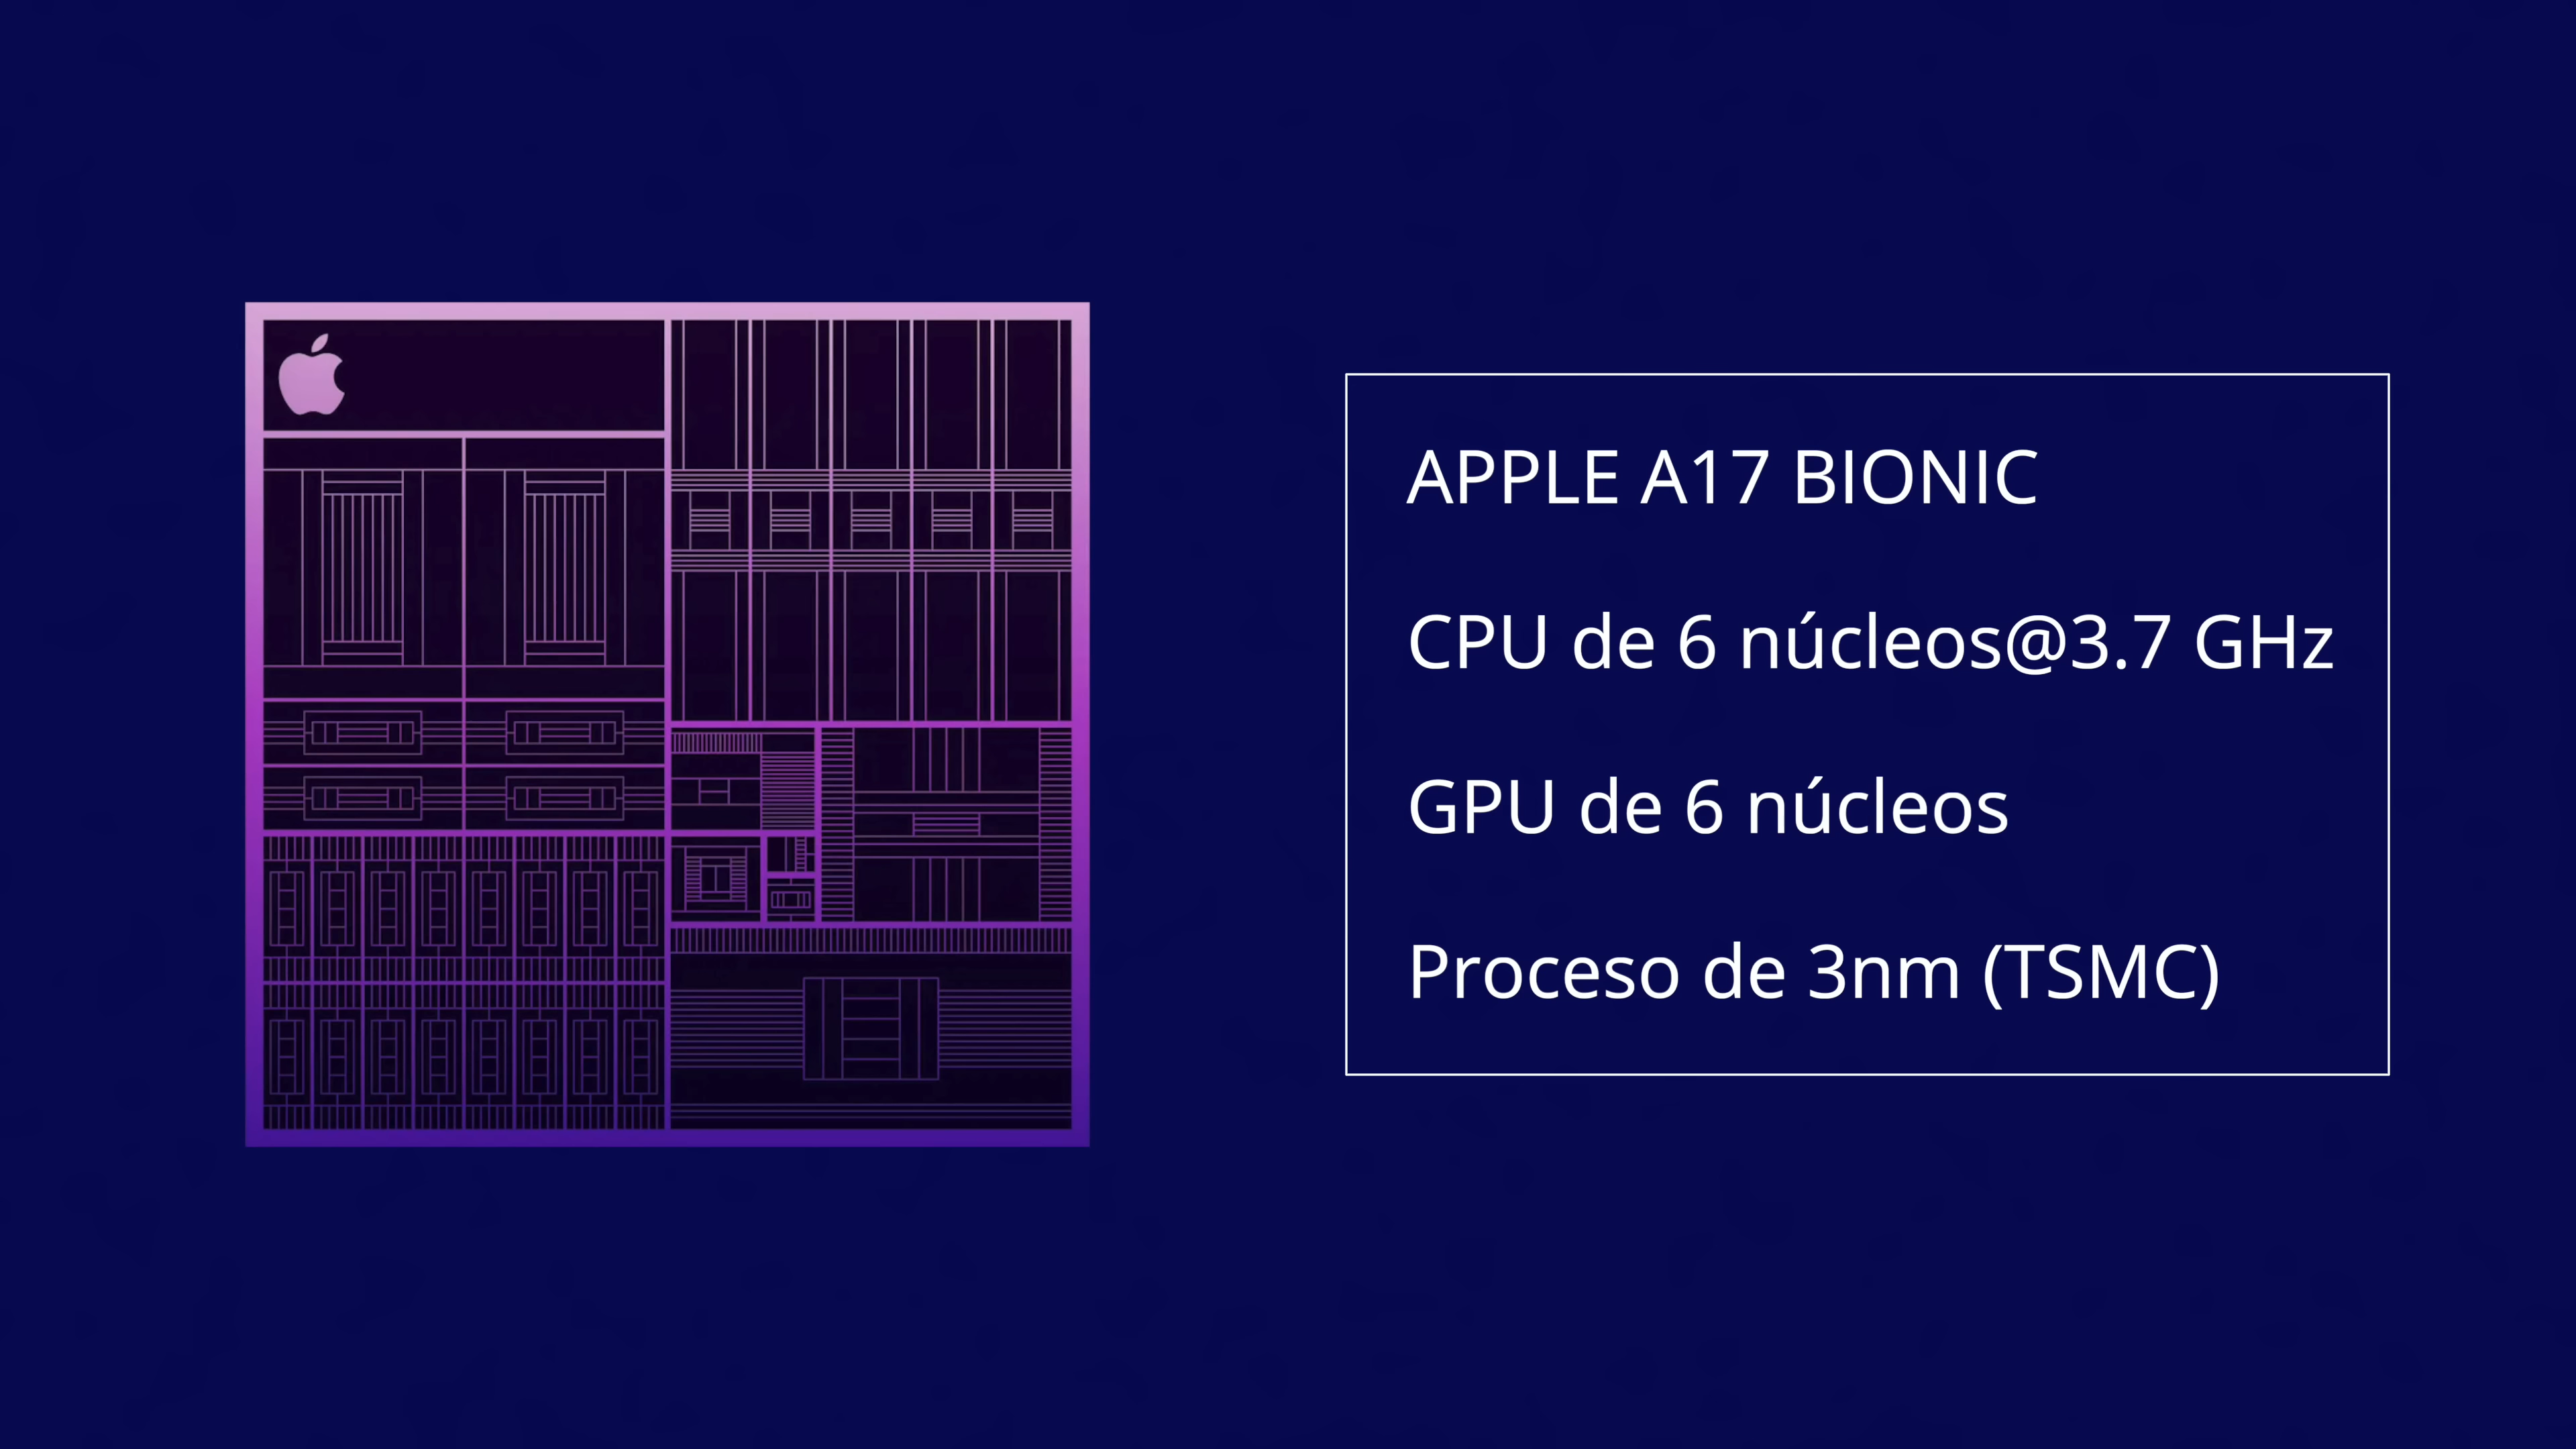 APPLE A17 BIONIC
CPU de 6 núcleos@3.7 GHz
GPU de 6 núcleos
Proceso de 3nm (TSMC)